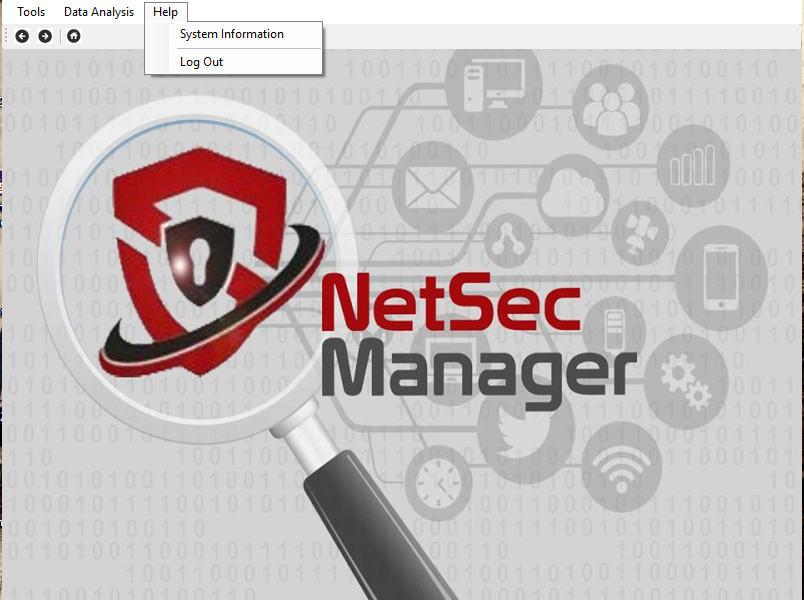 Tools Data Analysis Help
System Information
Log Out
NetSec
Manager